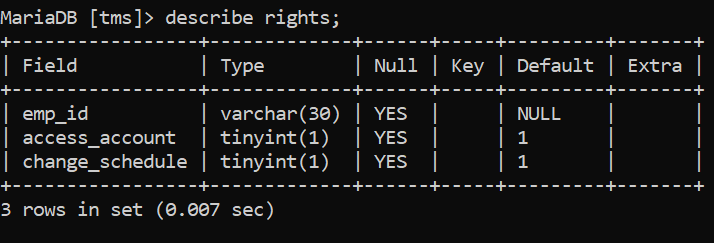 MariaDB [tms]> describe rights;
+-----------------+-------------+------+-----+---------+-------+
| Field           | Type        | Null | Key | Default | Extra |
+-----------------+-------------+------+-----+---------+-------+
| emp_id          | varchar(30) | YES  |     | NULL    |       |
| access_account  | tinyint(1)  | YES  |     | 1       |       |
| change_schedule | tinyint(1)  | YES  |     | 1       |       |
+-----------------+-------------+------+-----+---------+-------+
3 rows in set (0.007 sec)